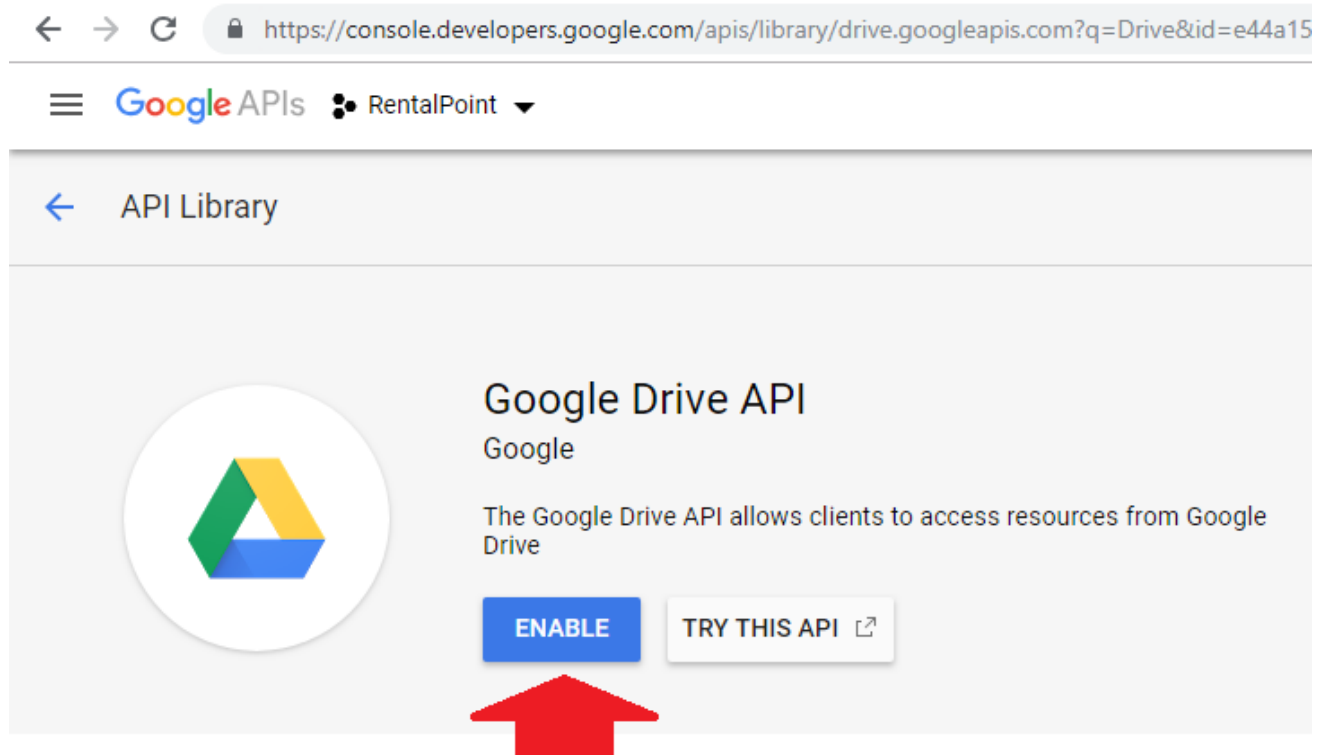 https://console.developers.google.com/apis/library/drive.googleapis.com?q=Drive&id=e44a15
Google APIs RentalPoint
API Library
Google Drive API
Google
The Google Drive API allows clients to access resources from Google
Drive
ENABLE TRY THIS API